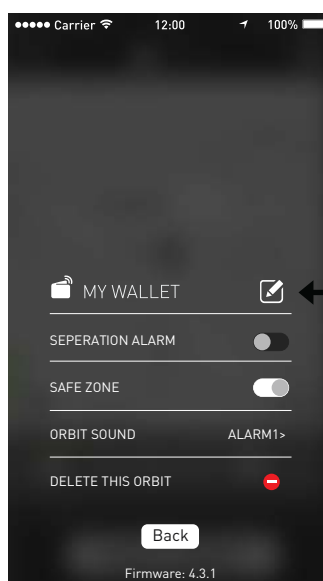 Carrier 12:00 100%
MY WALLET
SEPERATION ALARM
SAFE ZONE
ORBIT SOUND ALARM1>
DELETE THIS ORBIT
Back
Firmware: 4.3.1